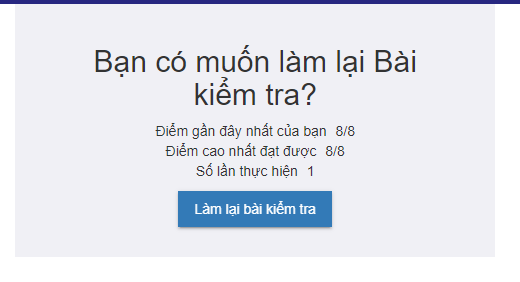 Bạn có muốn làm lại Bài
kiểm tra?
Điểm gần đây nhất của bạn 8/8
Điểm cao nhất đạt được 8/8
Số lần thực hiện 1
Làm lại bài kiểm tra